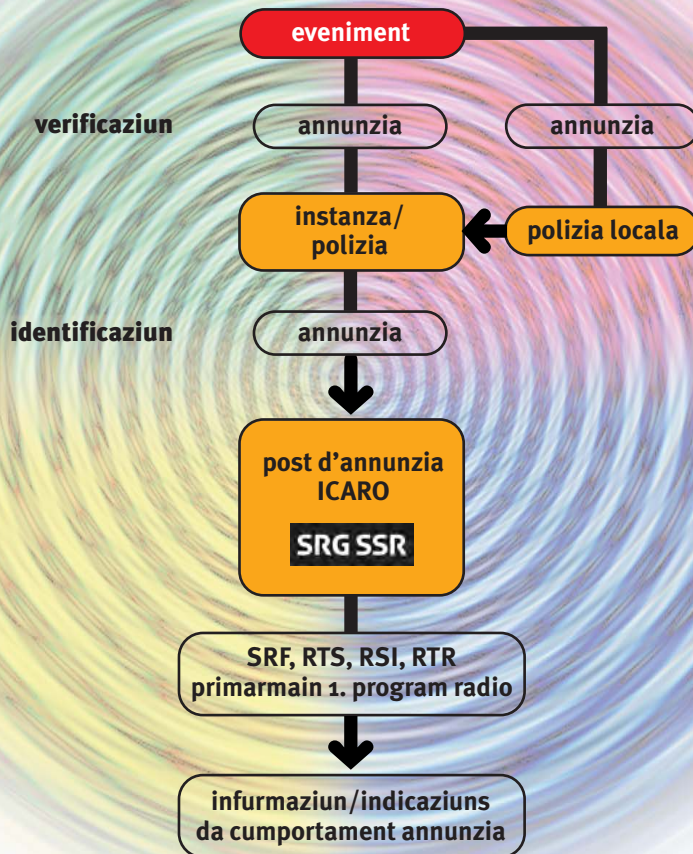 eveniment
verificaziun
annunzia
annunzia
instanza/
polizia
polizia locala
identificaziun
annunzia
post d’annunzia
ICARO
SRG SSR
SRF, RTS, RSI, RTR
primarmain 1. program radio
infurmaziun/indicaziuns
da cumportament annunzia